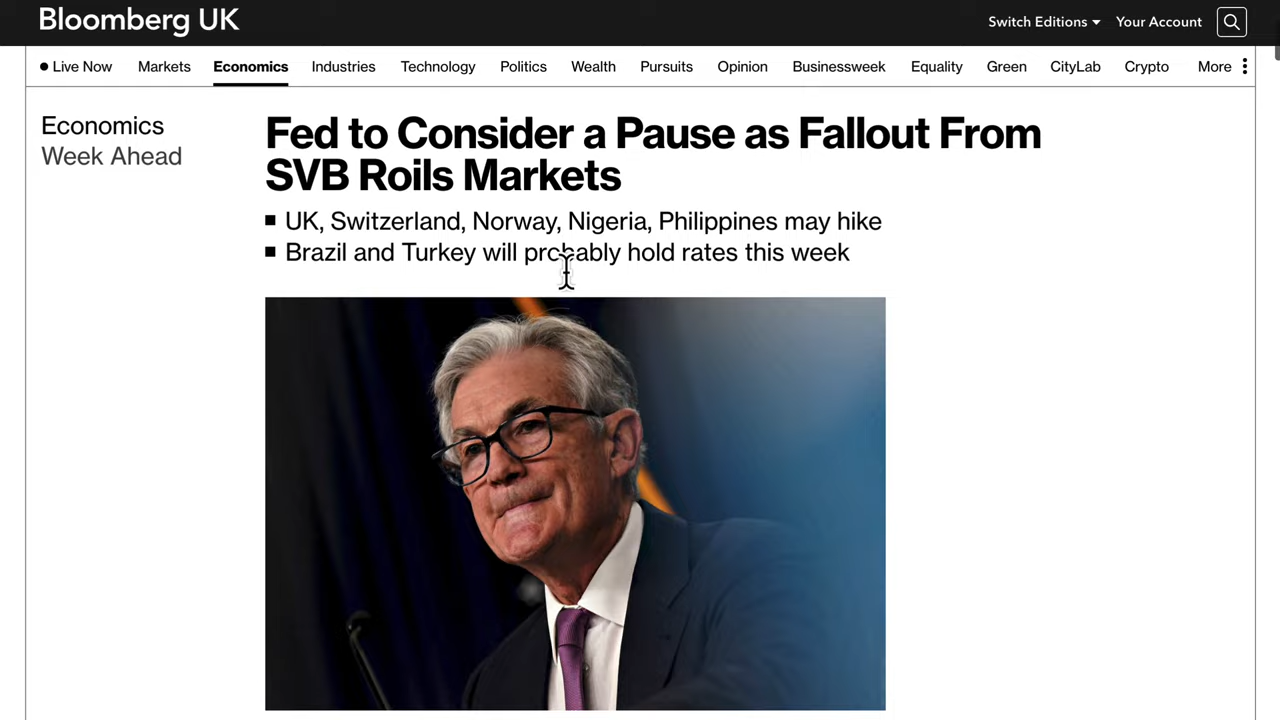 Bloomberg UK
Switch Editions
Your Account
Live Now
Markets
Economics
Industries
Technology
Politics
Wealth
Pursuits
Opinion
Businessweek
Equality
Green
CityLab
Crypto
More
Economics
Week Ahead
Fed to Consider a Pause as Fallout From
SVB Roils Markets
UK, Switzerland, Norway, Nigeria, Philippines may hike
Brazil and Turkey will probably hold rates this week